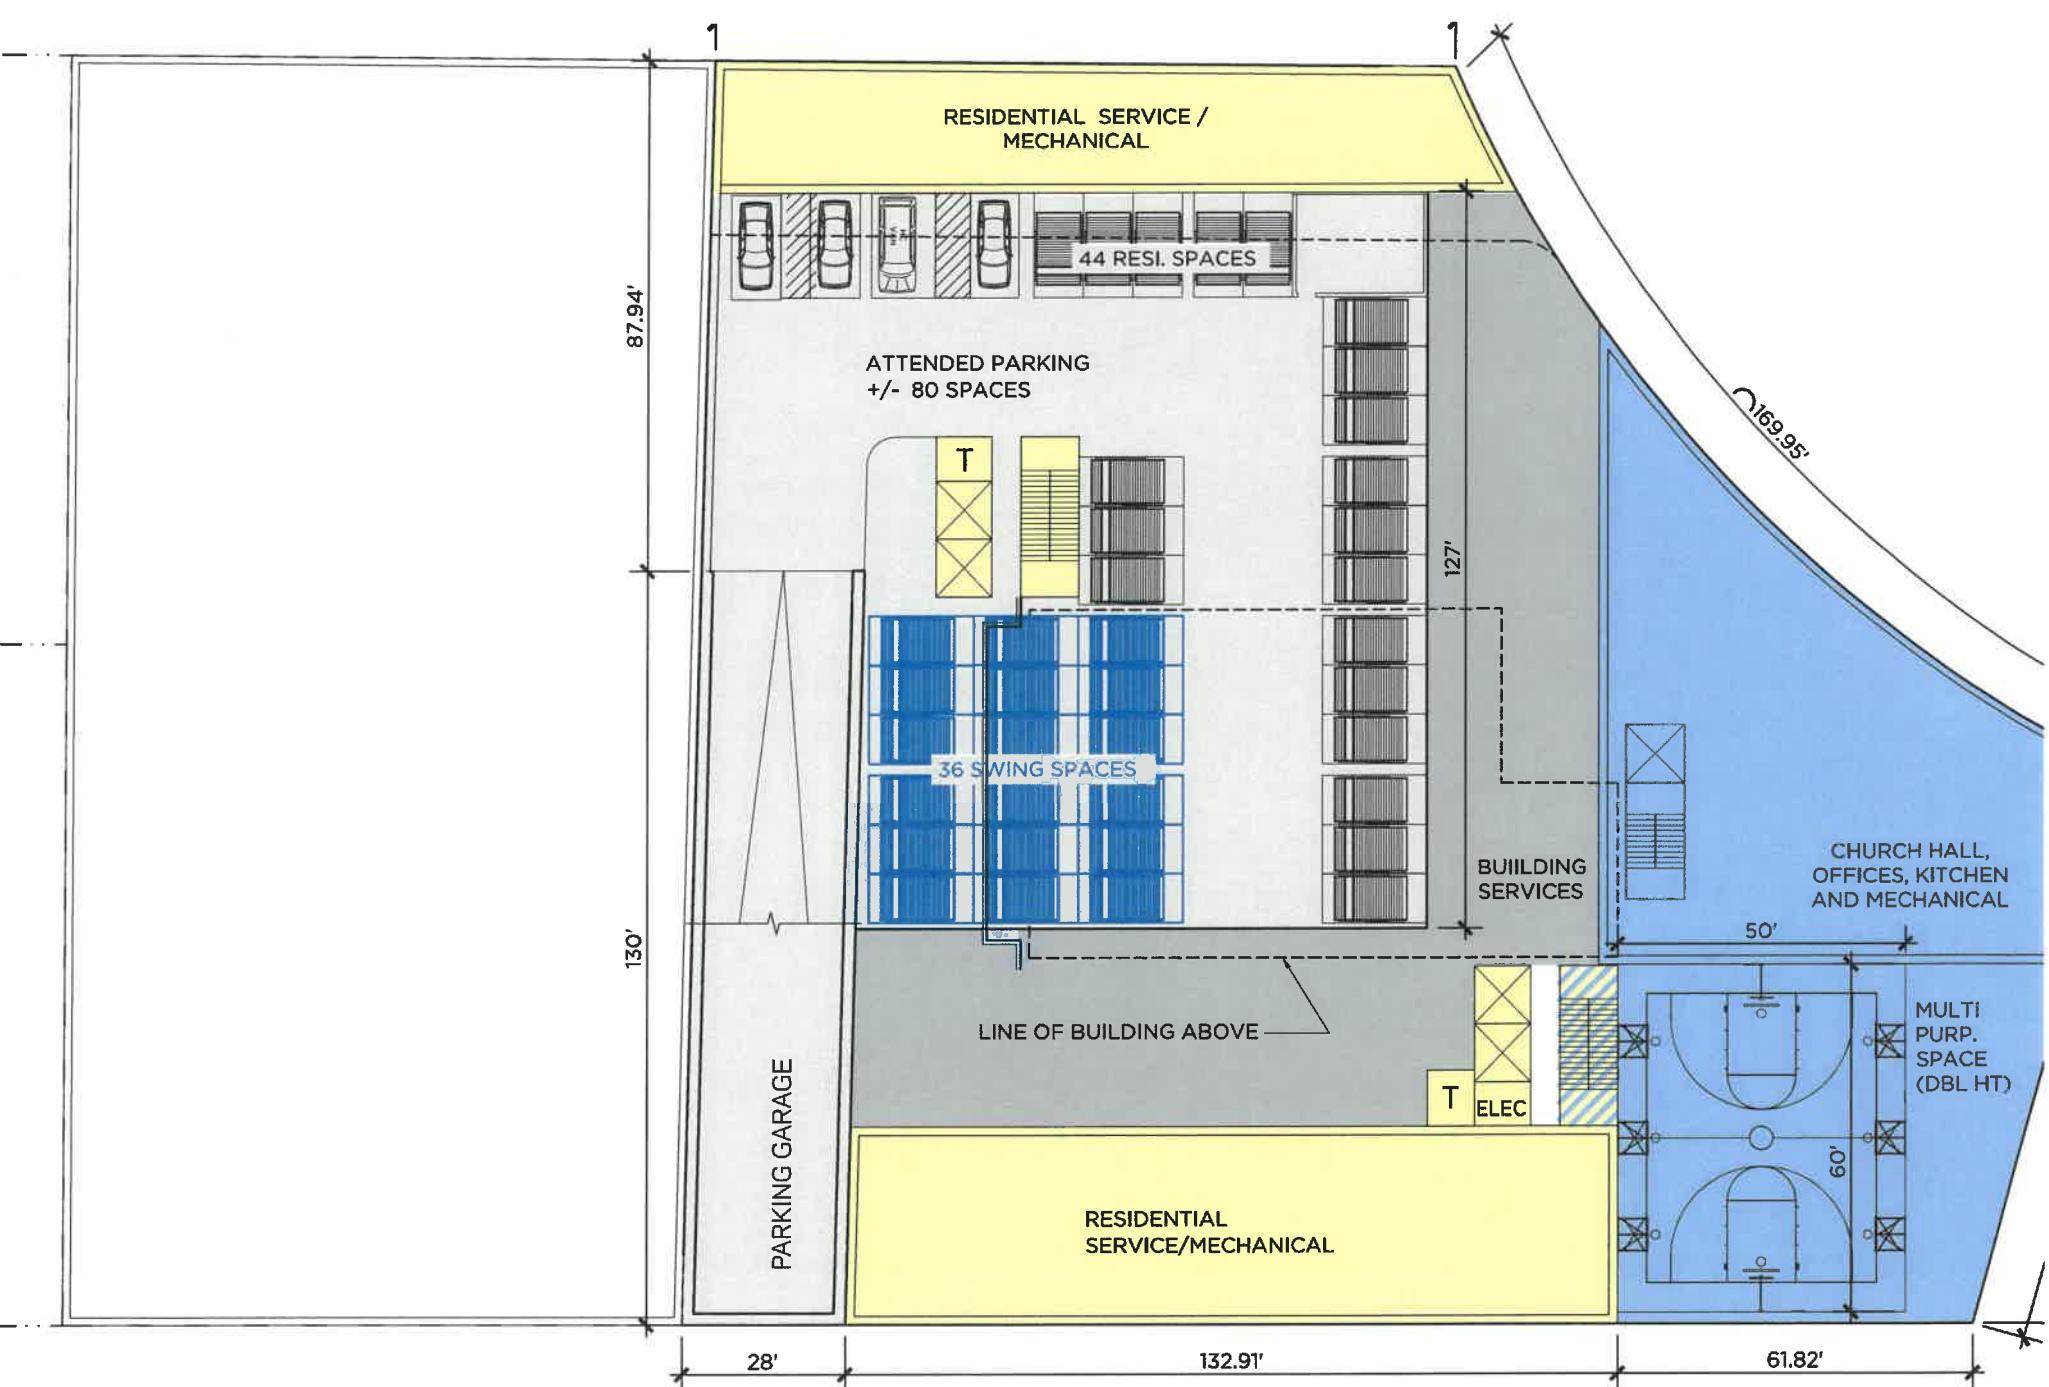 1
1
RESIDENTIAL SERVICE /
MECHANICAL
HC
VAN
44 RESI. SPACES
87.94'
ATTENDED PARKING
+/- 80 SPACES
169.95'
T
127'
36 SWING SPACES
BUIILDING
SERVICES
CHURCH HALL,
OFFICES, KITCHEN
AND MECHANICAL
50'
130'
LINE OF BUILDING ABOVE
MULTI
PURP.
SPACE
(DBL HT)
PARKING GARAGE
T
ELEC
60'
RESIDENTIAL
SERVICE/MECHANICAL
28'
132.91'
61.82'